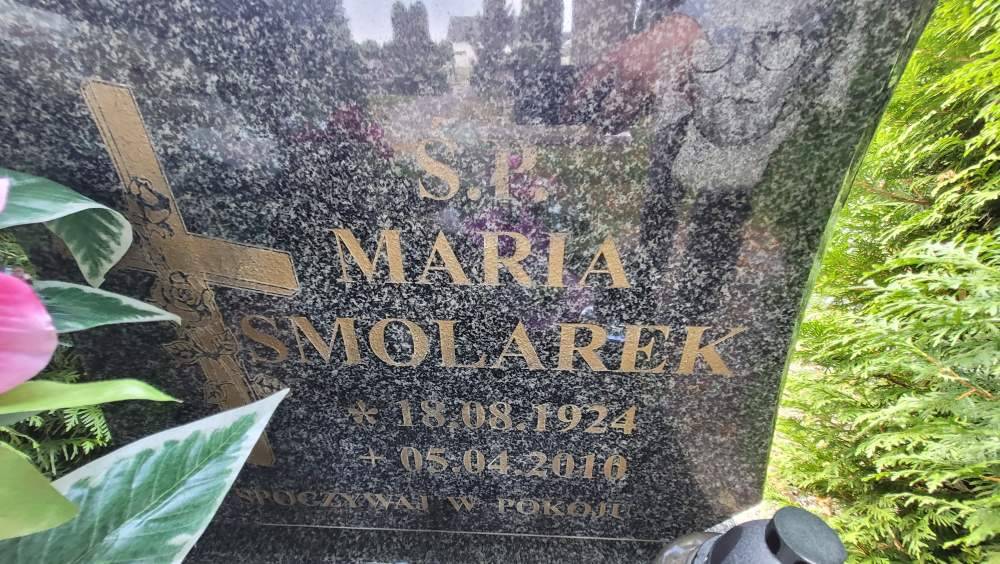 Ś.P.
MARIA
SMOLAREK
* 18.08.1924
+ 05.04.2010
SPOCZYWAJ W POKOJU